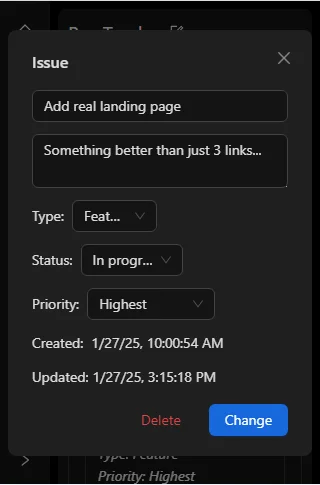 Issue
Add real landing page
Something better than just 3 links...
Type: Feat...
Status: In progr...
Priority: Highest
Created: 1/27/25, 10:00:54 AM
Updated: 1/27/25, 3:15:18 PM
Delete Change
Type: Feature
Priority: Highest